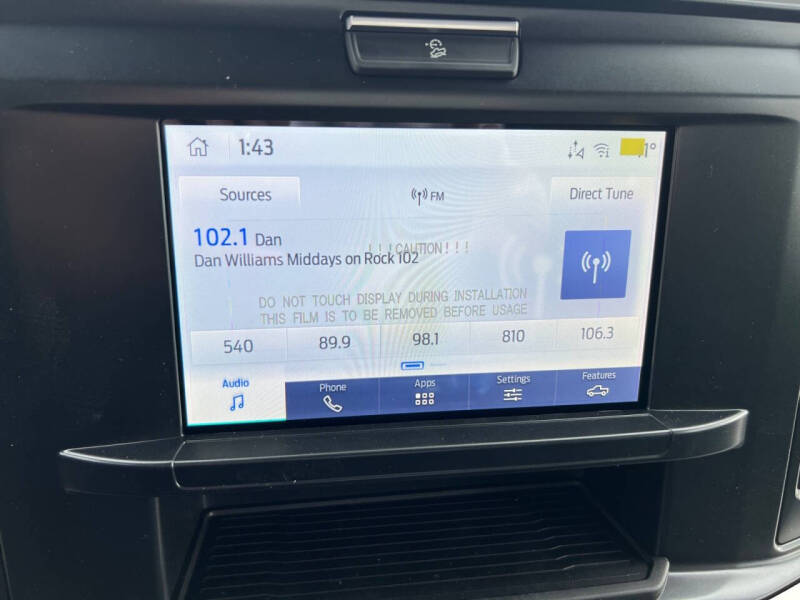 1:43
1°
Sources
FM
Direct Tune
102.1 Dan
Dan Williams Middays on Rock 102
! ! ! CAUTION ! ! !
DO NOT TOUCH DISPLAY DURING INSTALLATION
THIS FILM IS TO BE REMOVED BEFORE USAGE
540 89.9 98.1 810 106.3
Audio Phone Apps Settings Features